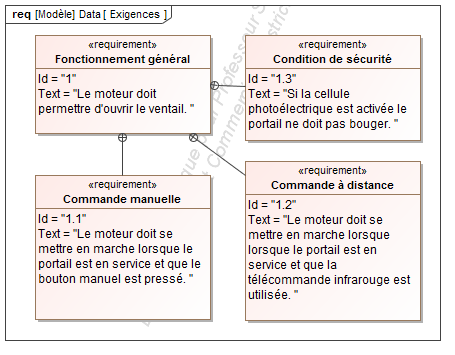 req [Modèle] Data [ Exigences ]
«requirement»
Fonctionnement général
Id = "1"
Text = "Le moteur doit
permettre d'ouvrir le ventail. "
«requirement»
Condition de sécurité
Id = "1.3"
Text = "Si la cellule
photoélectrique est activée le
portail ne doit pas bouger. "
«requirement»
Commande manuelle
Id = "1.1"
Text = "Le moteur doit se
mettre en marche lorsque le
portail est en service et que le
bouton manuel est pressé. "
«requirement»
Commande à distance
Id = "1.2"
Text = "Le moteur doit se
mettre en marche lorsque
lorsque le portail est en
service et que la
télécommande infrarouge est
utilisée. "